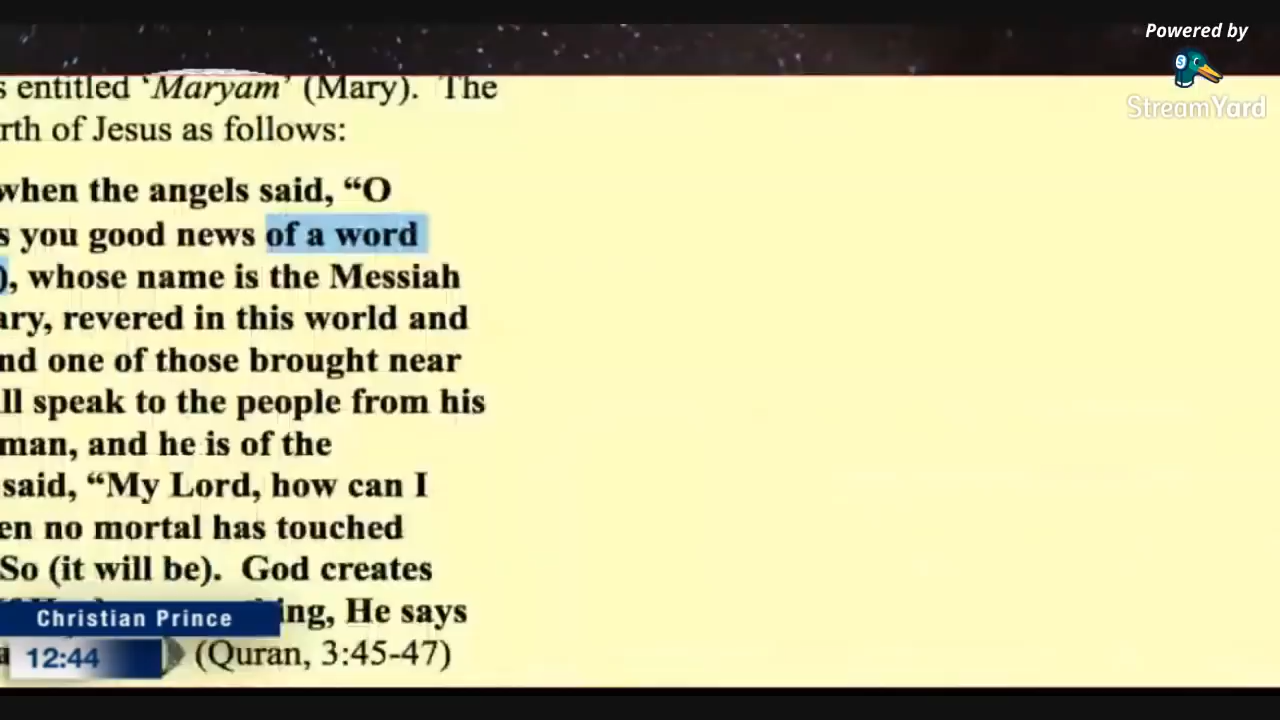 Powered by
StreamYard
s entitled ‘Maryam’ (Mary). The
rth of Jesus as follows:
when the angels said, “O
s you good news of a word
), whose name is the Messiah
ary, revered in this world and
nd one of those brought near
ll speak to the people from his
man, and he is of the
said, “My Lord, how can I
en no mortal has touched
So (it will be). God creates
ing, He says
(Quran, 3:45-47)
Christian Prince
12:44